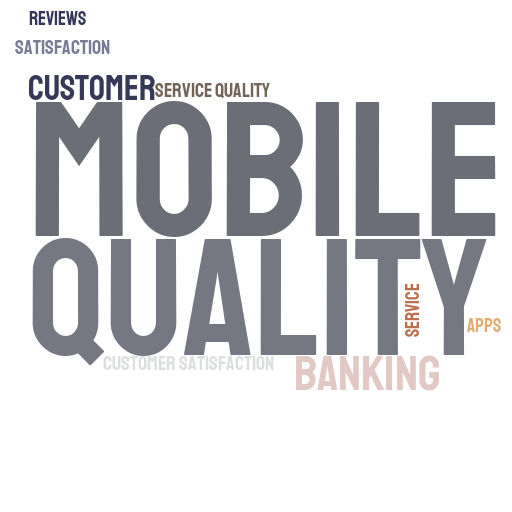 REVIEWS
SATISFACTION
CUSTOMER
SERVICE QUALITY
MOBILE
QUALITY
SERVICE
APPS
CUSTOMER SATISFACTION
BANKING